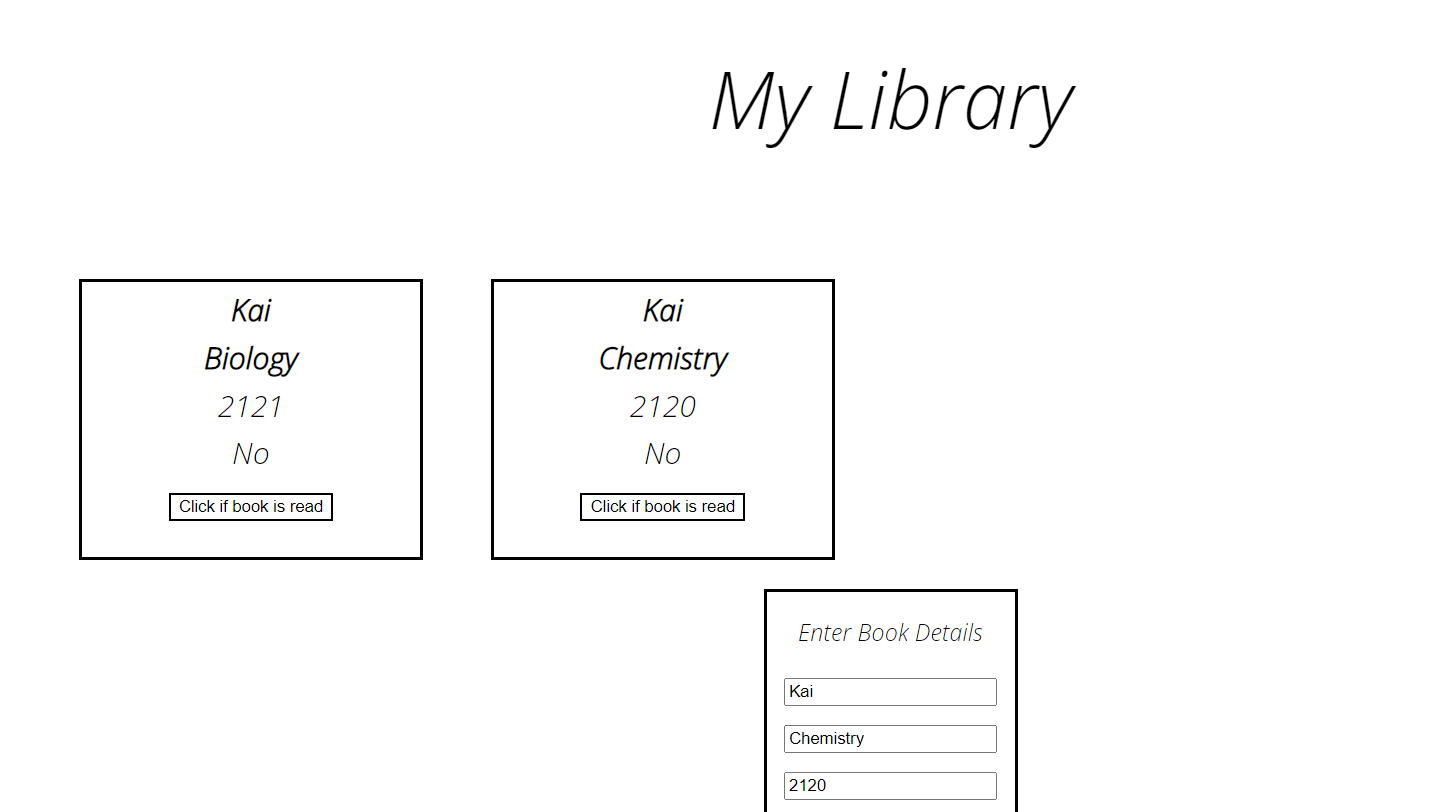 My Library
Kai
Biology
2121
No
Click if book is read
Kai
Chemistry
2120
No
Click if book is read
Enter Book Details
Kai
Chemistry
2120